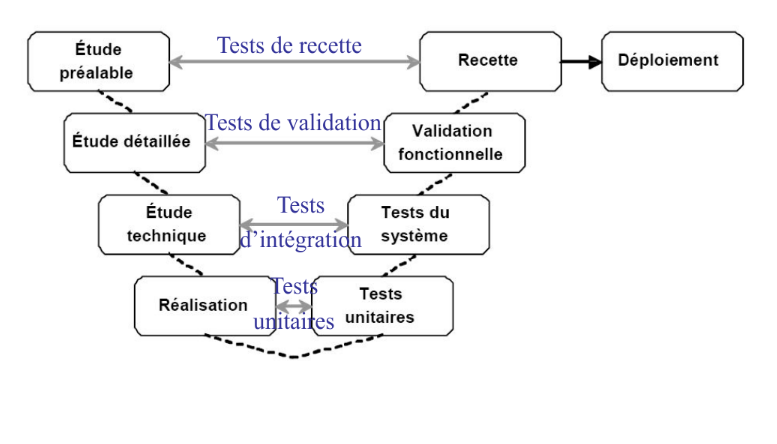 Étude
préalable
Tests de recette
Recette
Déploiement
Étude détaillée
Tests de validation
Validation
fonctionnelle
Étude
technique
Tests
d'intégration
Tests du
système
Réalisation
Tests
unitaires
Tests
unitaires